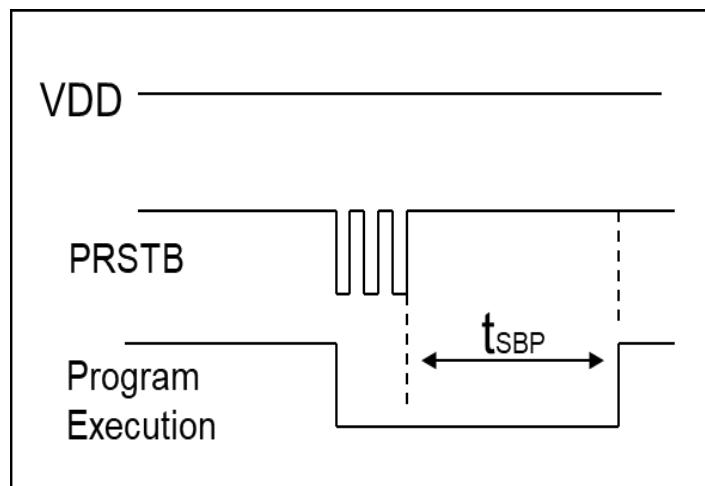 VDD
PRSTB
tSBP
Program
Execution